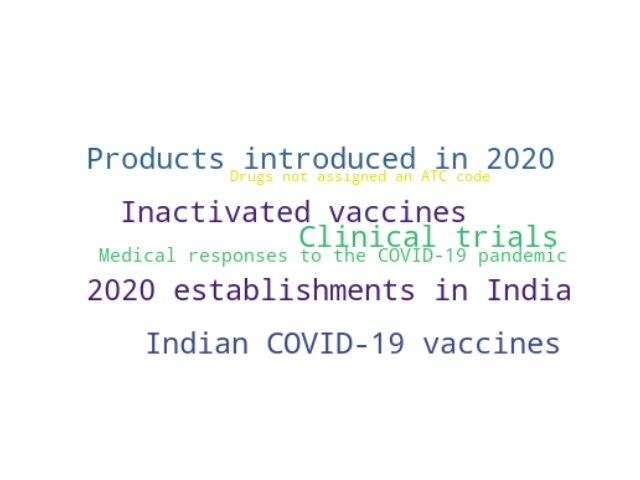 Products introduced in 2020
Drugs not assigned an ATC code
Inactivated vaccines
Clinical trials
Medical responses to the COVID-19 pandemic
2020 establishments in India
Indian COVID-19 vaccines